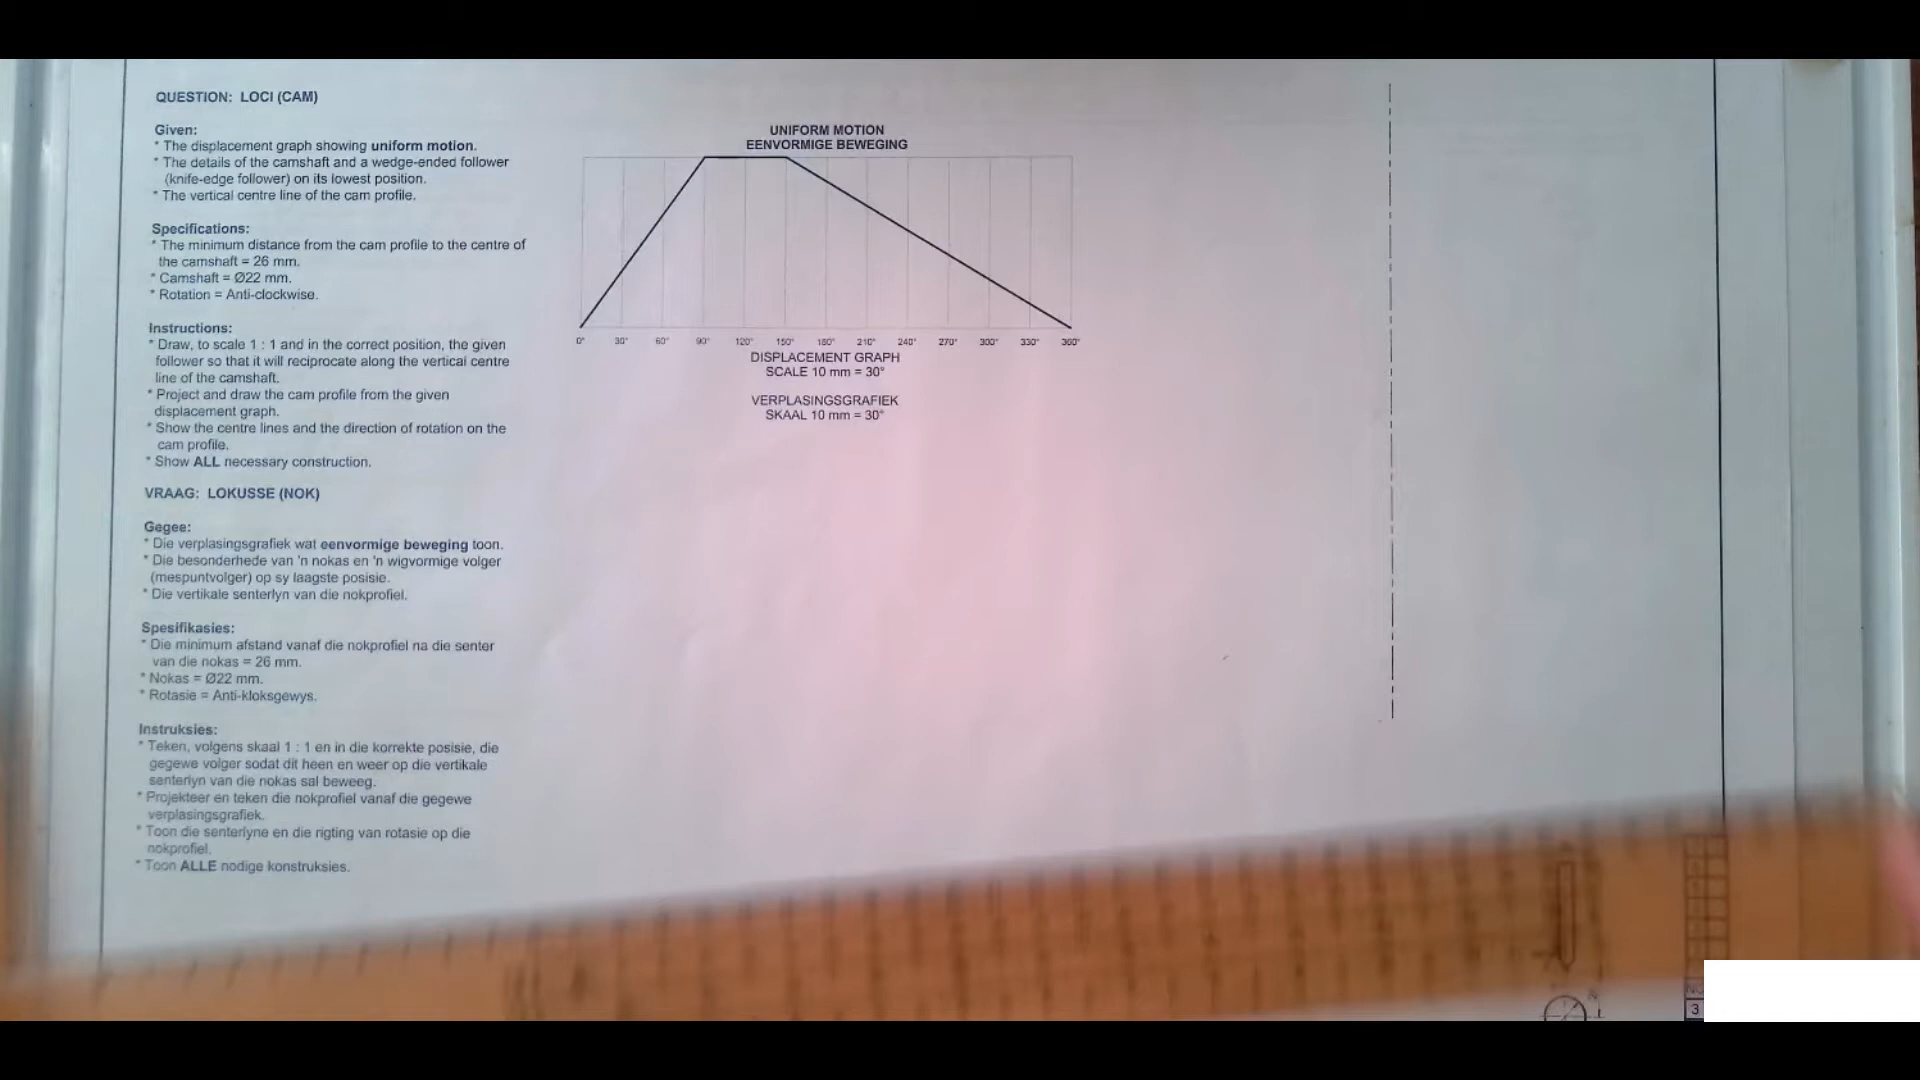 QUESTION: LOCI (CAM)
Given:
* The displacement graph showing uniform motion.
* The details of the camshaft and a wedge-ended follower
(knife-edge follower) on its lowest position.
* The vertical centre line of the cam profile.
Specifications:
* The minimum distance from the cam profile to the centre of
the camshaft = 26 mm.
* Camshaft = Ø22 mm.
* Rotation = Anti-clockwise.
Instructions:
* Draw, to scale 1 : 1 and in the correct position, the given
follower so that it will reciprocate along the vertical centre
line of the camshaft.
* Project and draw the cam profile from the given
displacement graph.
* Show the centre lines and the direction of rotation on the
cam profile.
* Show ALL necessary construction.
VRAAG: LOKUSSE (NOK)
Gegee:
* Die verplasingsgrafiek wat eenvormige beweging toon.
* Die besonderhede van 'n nokas en 'n wigvormige volger
(mespuntvolger) op sy laagste posisie.
* Die vertikale senterlyn van die nokprofiel.
Spesifikasies:
* Die minimum afstand vanaf die nokprofiel na die senter
van die nokas = 26 mm.
* Nokas = Ø22 mm.
* Rotasie = Anti-kloksgewys.
Instruksies:
* Teken, volgens skaal 1 : 1 en in die korrekte posisie, die
gegewe volger sodat dit heen en weer op die vertikale
senterlyn van die nokas sal beweeg.
* Projekteer en teken die nokprofiel vanaf die gegewe
verplasingsgrafiek.
* Toon die senterlyne en die rigting van rotasie op die
nokprofiel.
* Toon ALLE nodige konstruksies.
UNIFORM MOTION
EENVORMIGE BEWEGING
0° 30° 60° 90° 120° 150° 180° 210° 240° 270° 300° 330° 360°
DISPLACEMENT GRAPH
SCALE 10 mm = 30°
VERPLASINGSGRAFIEK
SKAAL 10 mm = 30°
3